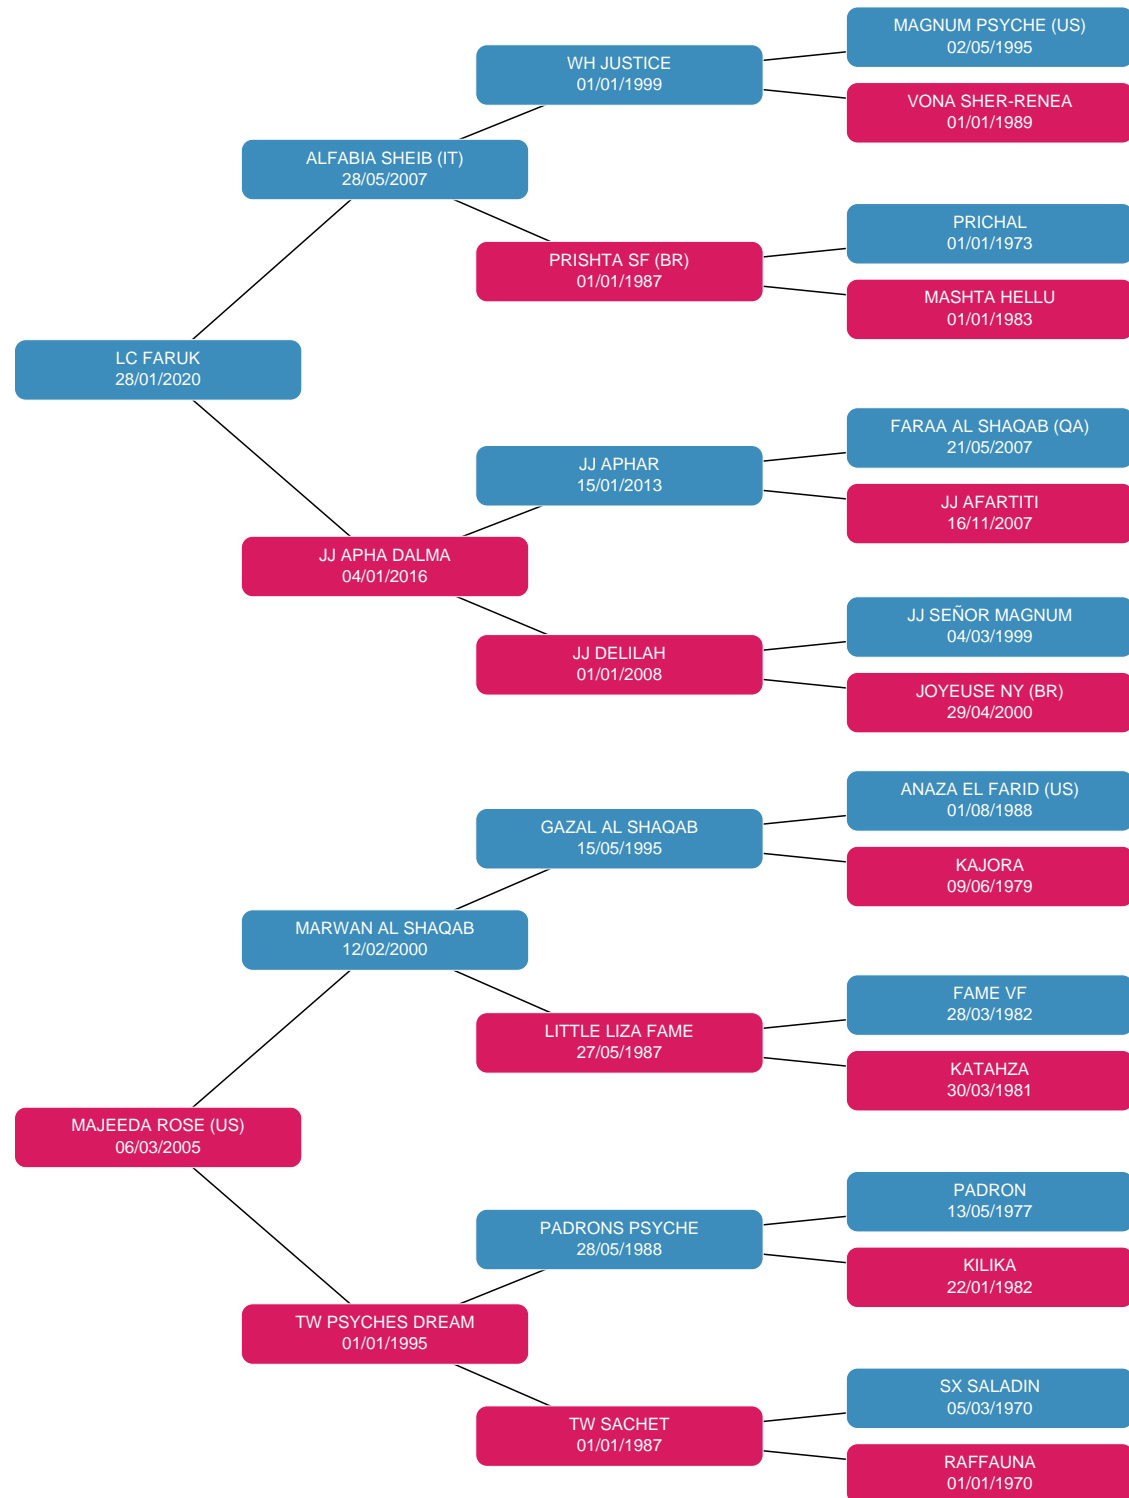 MAGNUM PSYCHE (US)
02/05/1995
WH JUSTICE
01/01/1999
VONA SHER-RENEA
01/01/1989
ALFABIA SHEIB (IT)
28/05/2007
PRICHAL
01/01/1973
PRISHTA SF (BR)
01/01/1987
MASHTA HELLU
01/01/1983
LC FARUK
28/01/2020
FARAA AL SHAQAB (QA)
21/05/2007
JJ APHAR
15/01/2013
JJ AFARTITI
16/11/2007
JJ APHA DALMA
04/01/2016
JJ SEÑOR MAGNUM
04/03/1999
JJ DELILAH
01/01/2008
JOYEUSE NY (BR)
29/04/2000
ANAZA EL FARID (US)
01/08/1988
GAZAL AL SHAQAB
15/05/1995
KAJORA
09/06/1979
MARWAN AL SHAQAB
12/02/2000
FAME VF
28/03/1982
LITTLE LIZA FAME
27/05/1987
KATAHZA
30/03/1981
MAJEEDA ROSE (US)
06/03/2005
PADRON
13/05/1977
PADRONS PSYCHE
28/05/1988
KILIKA
22/01/1982
TW PSYCHES DREAM
01/01/1995
SX SALADIN
05/03/1970
TW SACHET
01/01/1987
RAFFAUNA
01/01/1970